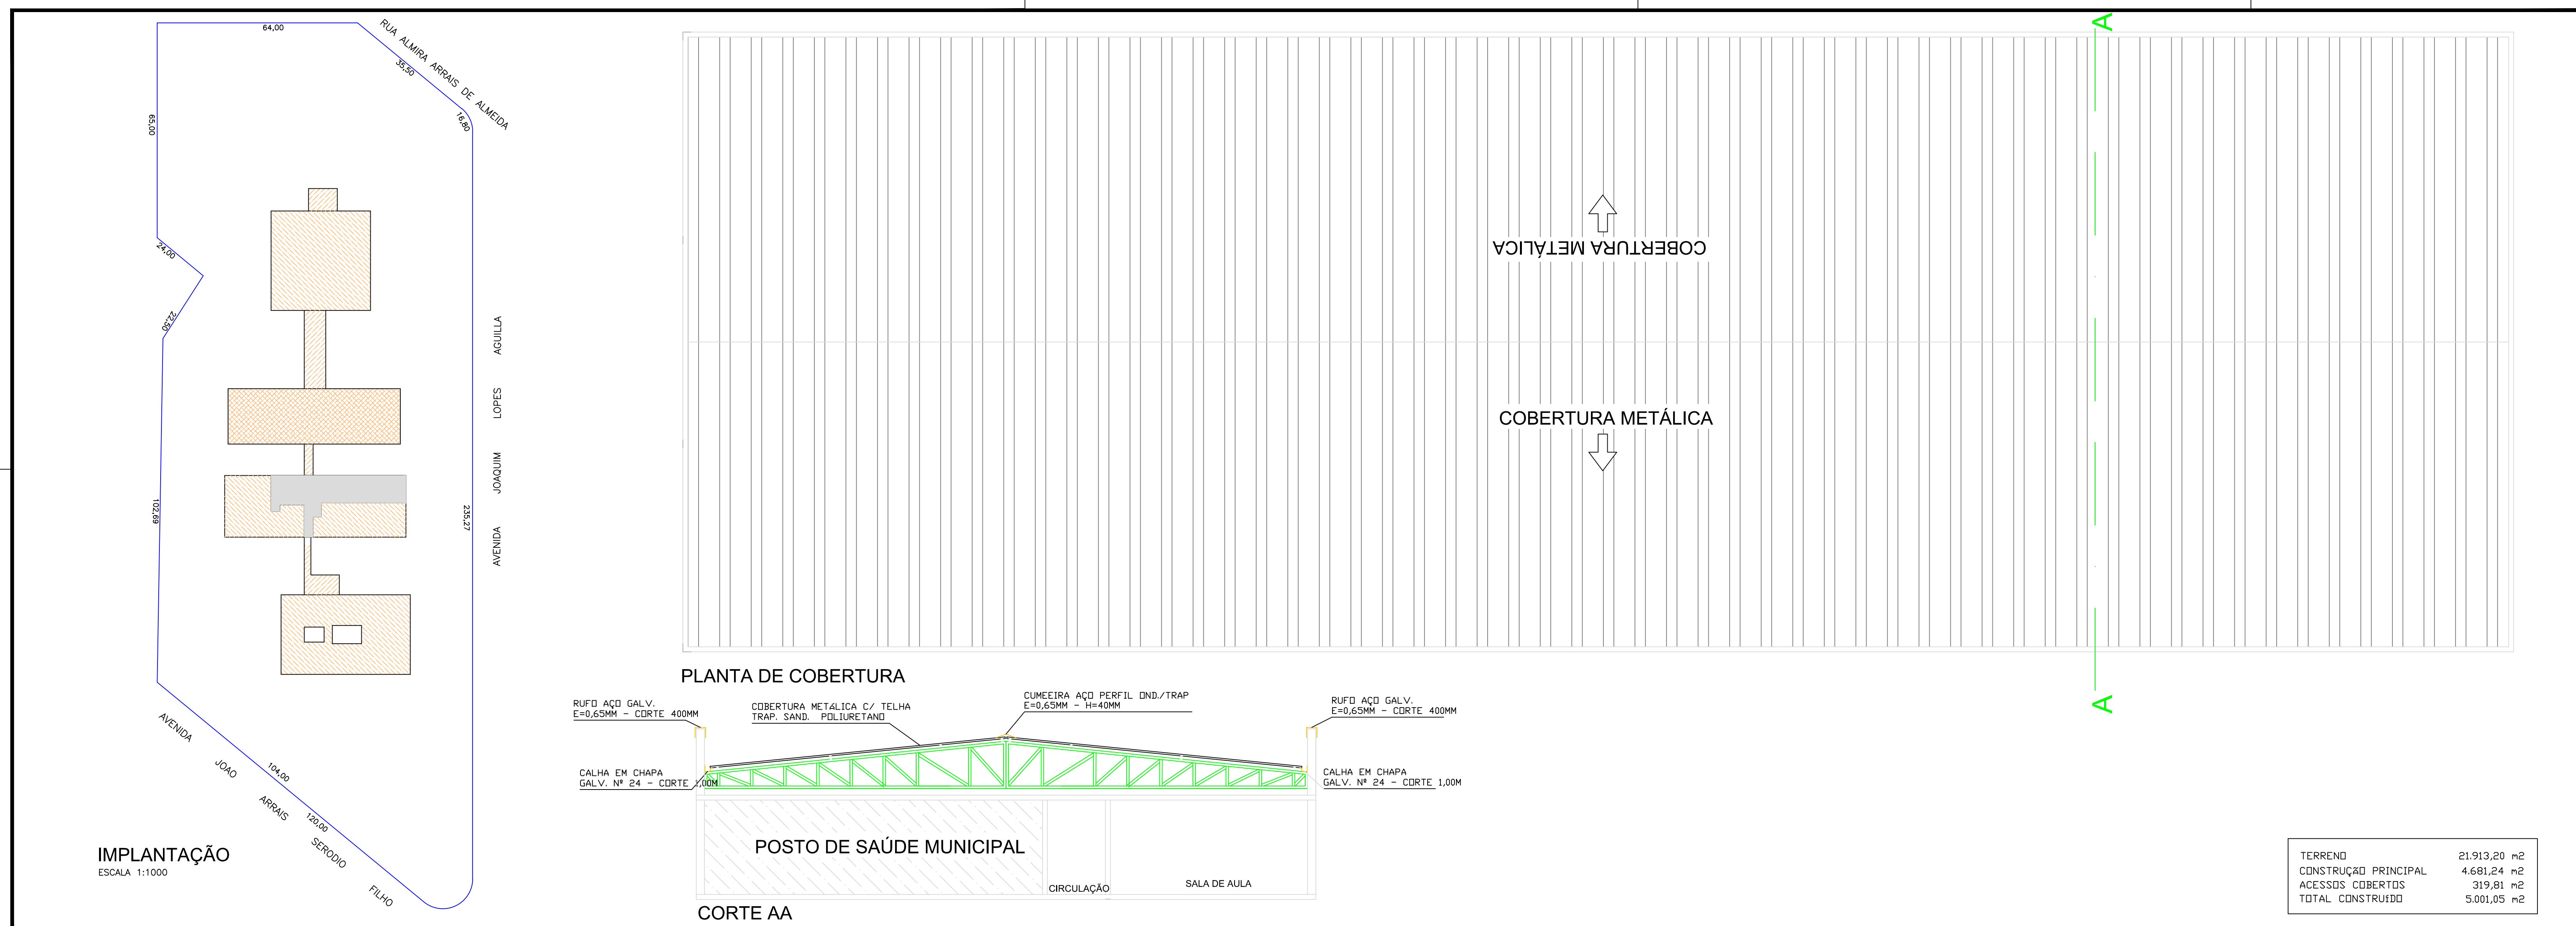 64,00
RUA ALMIRA ARRAIS DE ALMEIDA
35,50
16,80
65,00
24,00
22,50
AVENIDA JOAQUIM LOPES AGUILLA
102,69
235,27
AVENIDA JOAO ARRAIS SERODIO FILHO
104,00
120,00
IMPLANTAÇÃO
ESCALA 1:1000
A
COBERTURA METÁLICA
COBERTURA METÁLICA
A
PLANTA DE COBERTURA
RUFO AÇO GALV.
E=0,65MM - CORTE 400MM
COBERTURA METáLICA C/ TELHA
TRAP. SAND. POLIURETANO
CUMEEIRA AÇO PERFIL OND./TRAP
E=0,65MM - H=40MM
RUFO AÇO GALV.
E=0,65MM - CORTE 400MM
CALHA EM CHAPA
GALV. Nº 24 - CORTE 1,00M
CALHA EM CHAPA
GALV. Nº 24 - CORTE 1,00M
POSTO DE SAÚDE MUNICIPAL
CIRCULAÇÃO
SALA DE AULA
CORTE AA
TERRENO 21.913,20 m2
CONSTRUÇÃO PRINCIPAL 4.681,24 m2
ACESSOS COBERTOS 319,81 m2
TOTAL CONSTRUíDO 5.001,05 m2